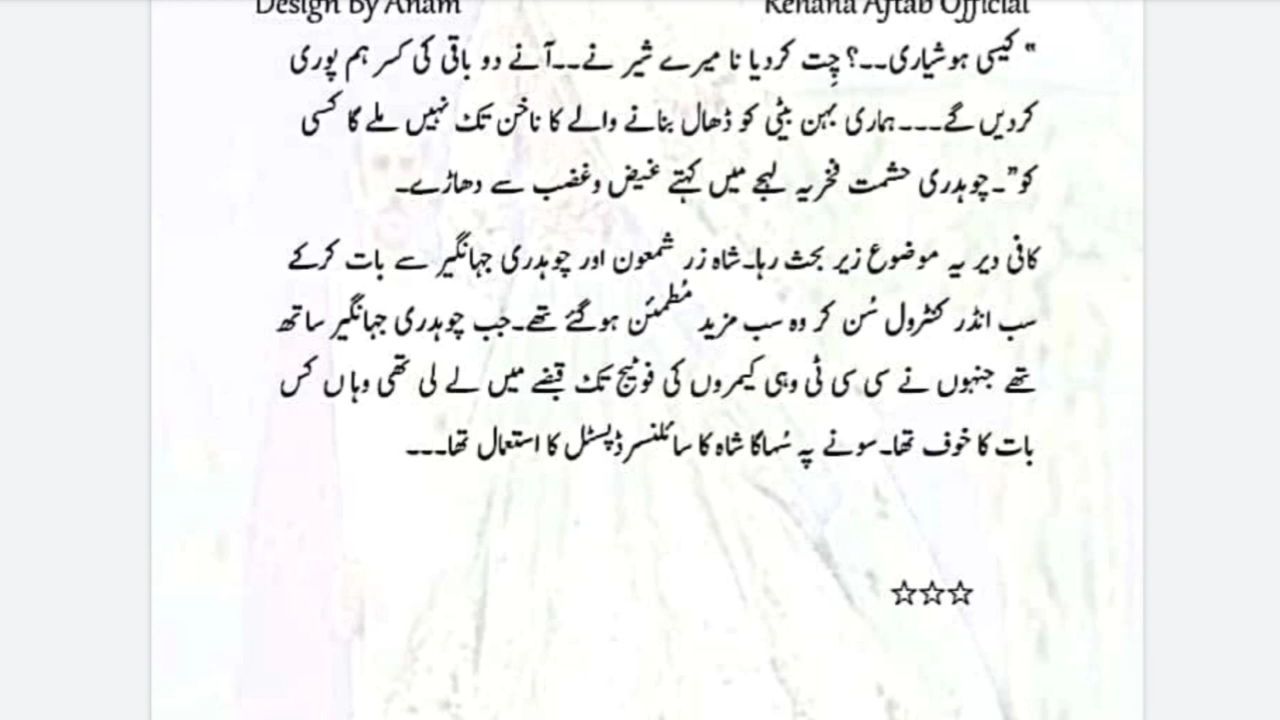 Design By Anam Rehana Aftab Official
“ کیسی ہوشیاری۔۔؟ چِت کردیا نا میرے شیر نے۔۔آنے دو باقی کی کسر ہم پوری
کردیں گے۔۔۔ہماری بہن بیٹی کو ڈھال بنانے والے کا ناخن تک نہیں ملے گا کسی
کو”۔چوہدری حشمت فخریہ لہجے میں کہتے غیض وغضب سے دھاڑے۔
کافی دیر یہ موضوع زیر بحث رہا۔شاہ زر شمعون اور چوہدری جہانگیر سے بات کرکے
سب انڈر کنٹرول سُن کر وہ سب مزید مُطمئن ہوگئے تھے۔جب چوہدری جہانگیر ساتھ
تھے جنہوں نے سی سی ٹی وہی کیمروں کی فوٹیج تک قبضے میں لے لی تھی وہاں کس
بات کا خوف تھا۔سونے پہ سُہاگا شاہ کا سائلنسرڈ پسٹل کا استعمال تھا۔۔۔
☆☆☆